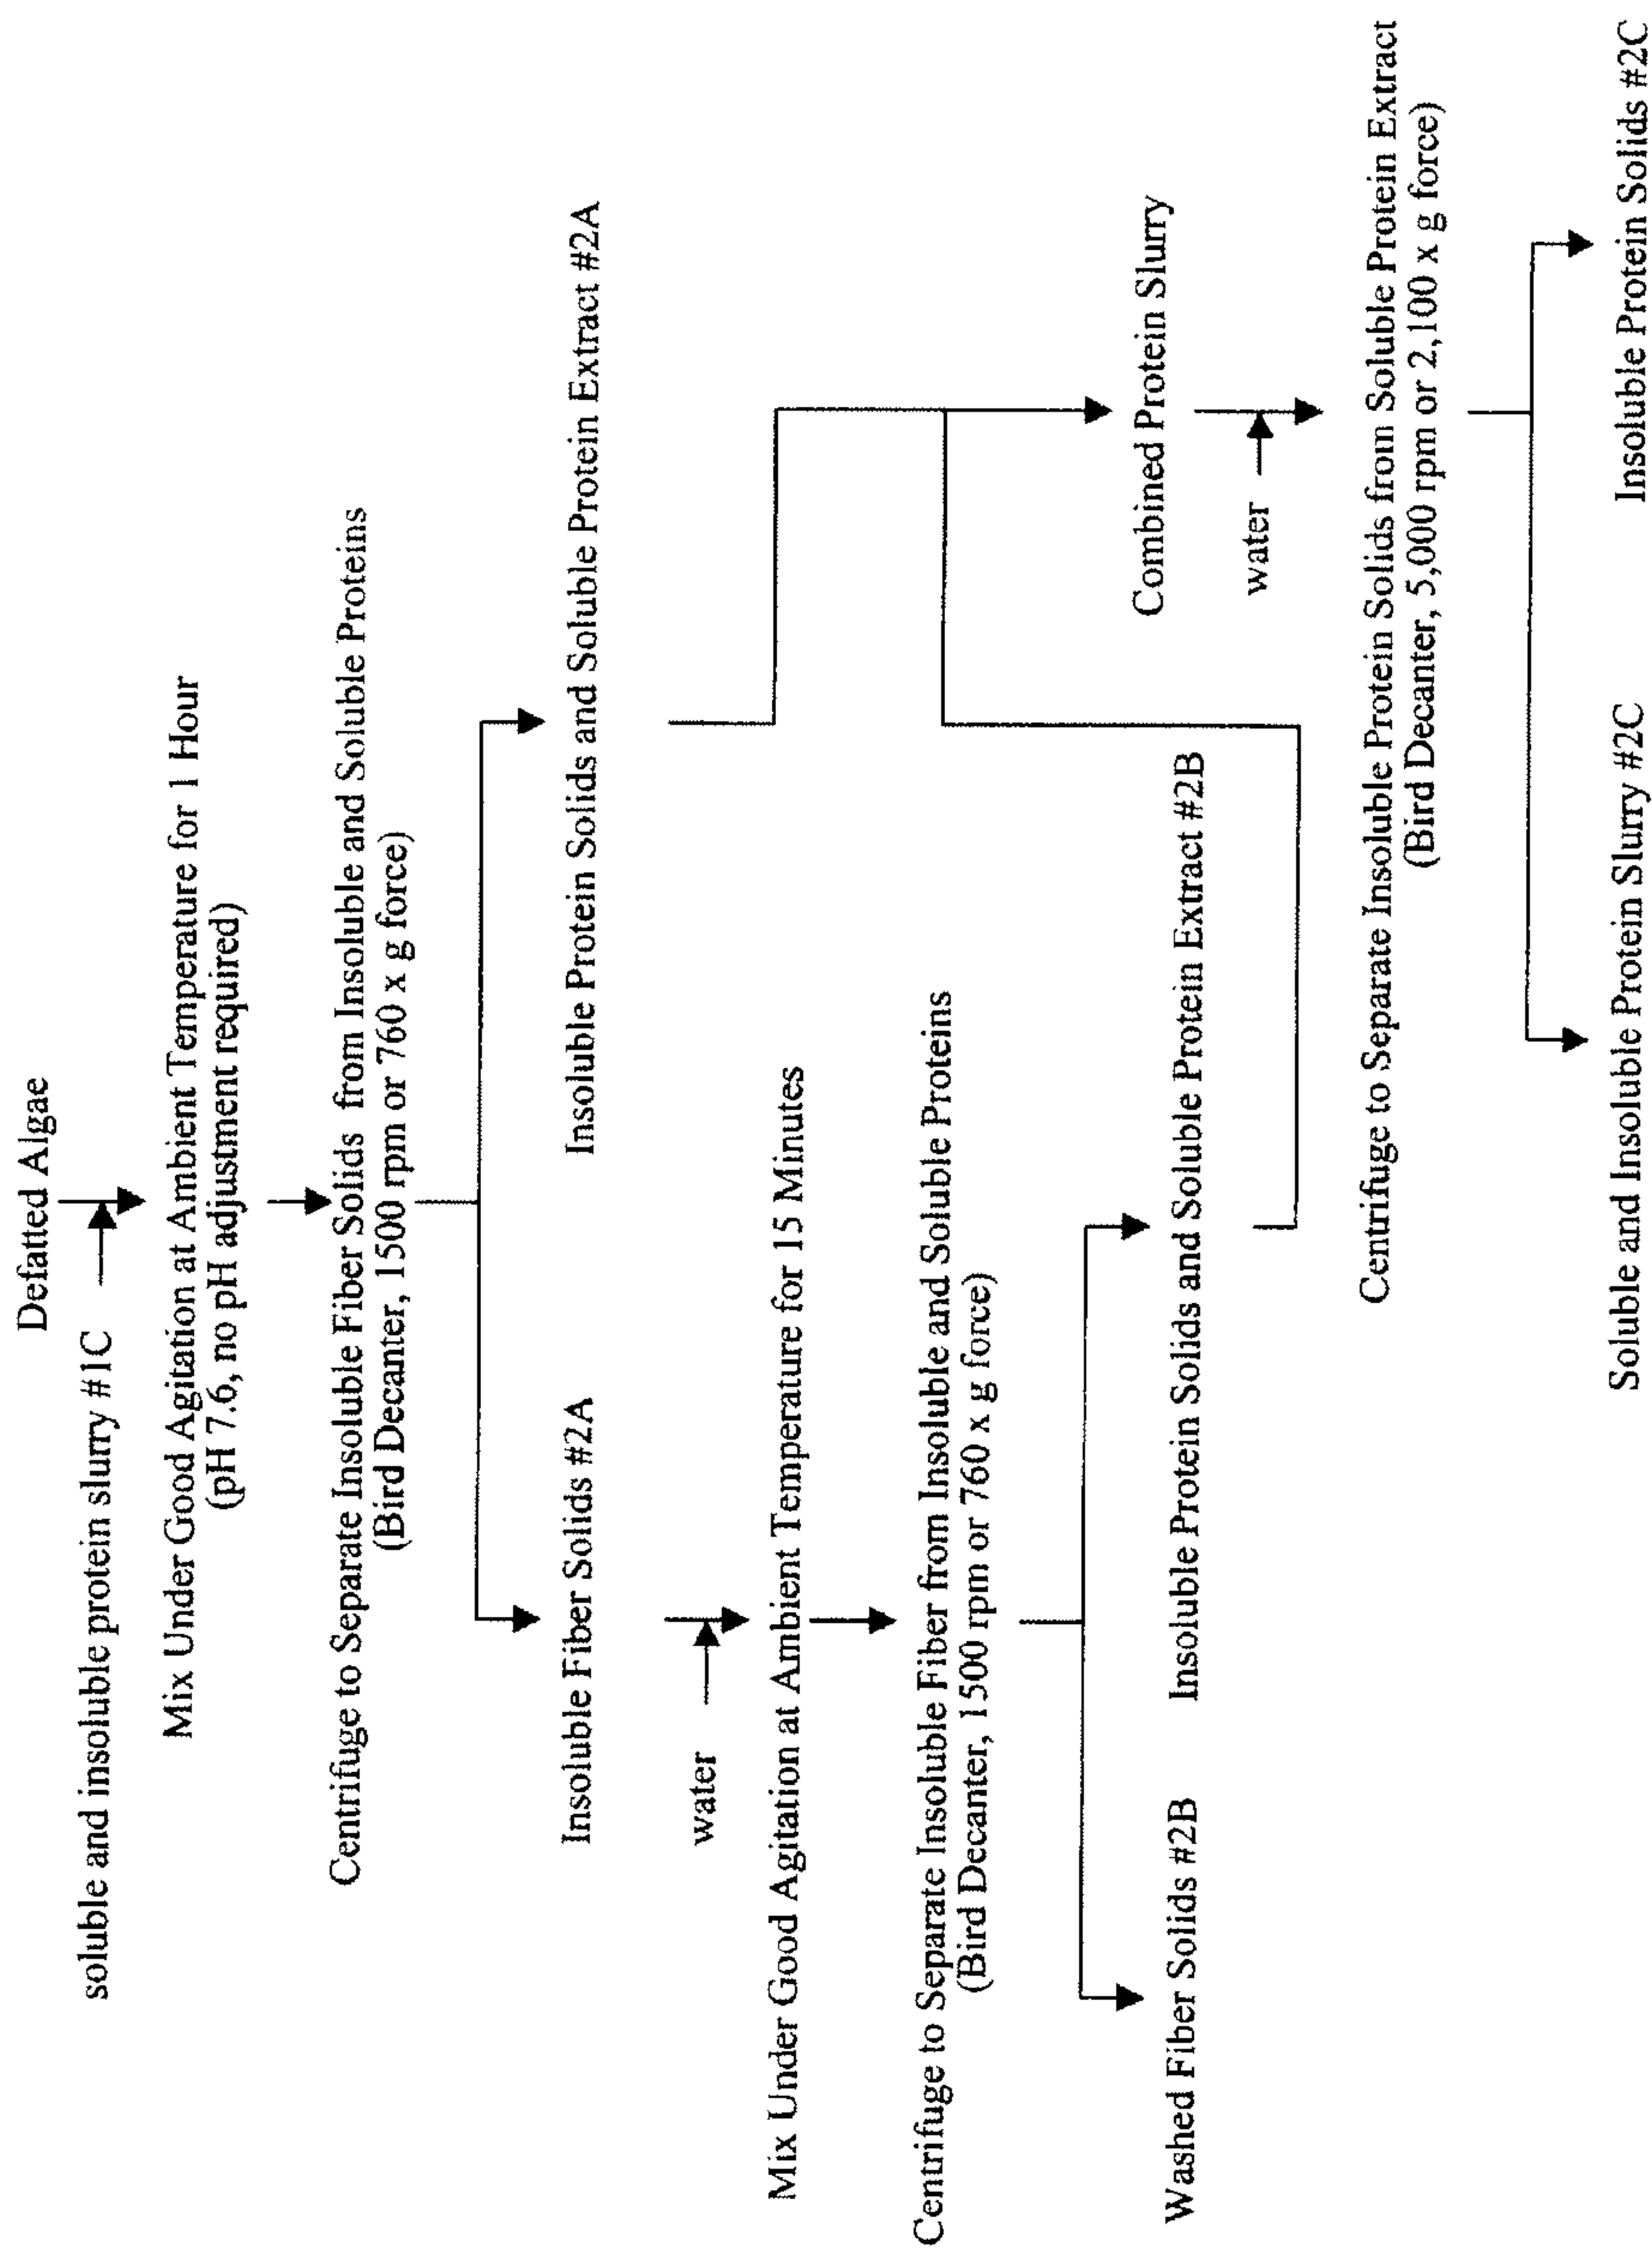 Defatted Algae
soluble and insoluble protein slurry #1C
Mix Under Good Agitation at Ambient Temperature for 1 Hour
(pH 7.6, no pH adjustment required)
Centrifuge to Separate Insoluble Fiber Solids from Insoluble and Soluble Proteins
(Bird Decanter, 1500 rpm or 760 x g force)
Insoluble Fiber Solids #2A
Insoluble Protein Solids and Soluble Protein Extract #2A
water
Mix Under Good Agitation at Ambient Temperature for 15 Minutes
Centrifuge to Separate Insoluble Fiber from Insoluble and Soluble Proteins
(Bird Decanter, 1500 rpm or 760 x g force)
Washed Fiber Solids #2B
Insoluble Protein Solids and Soluble Protein Extract #2B
Combined Protein Slurry
water
Centrifuge to Separate Insoluble Protein Solids from Soluble Protein Extract
(Bird Decanter, 5,000 rpm or 2,100 x g force)
Soluble and Insoluble Protein Slurry #2C
Insoluble Protein Solids #2C